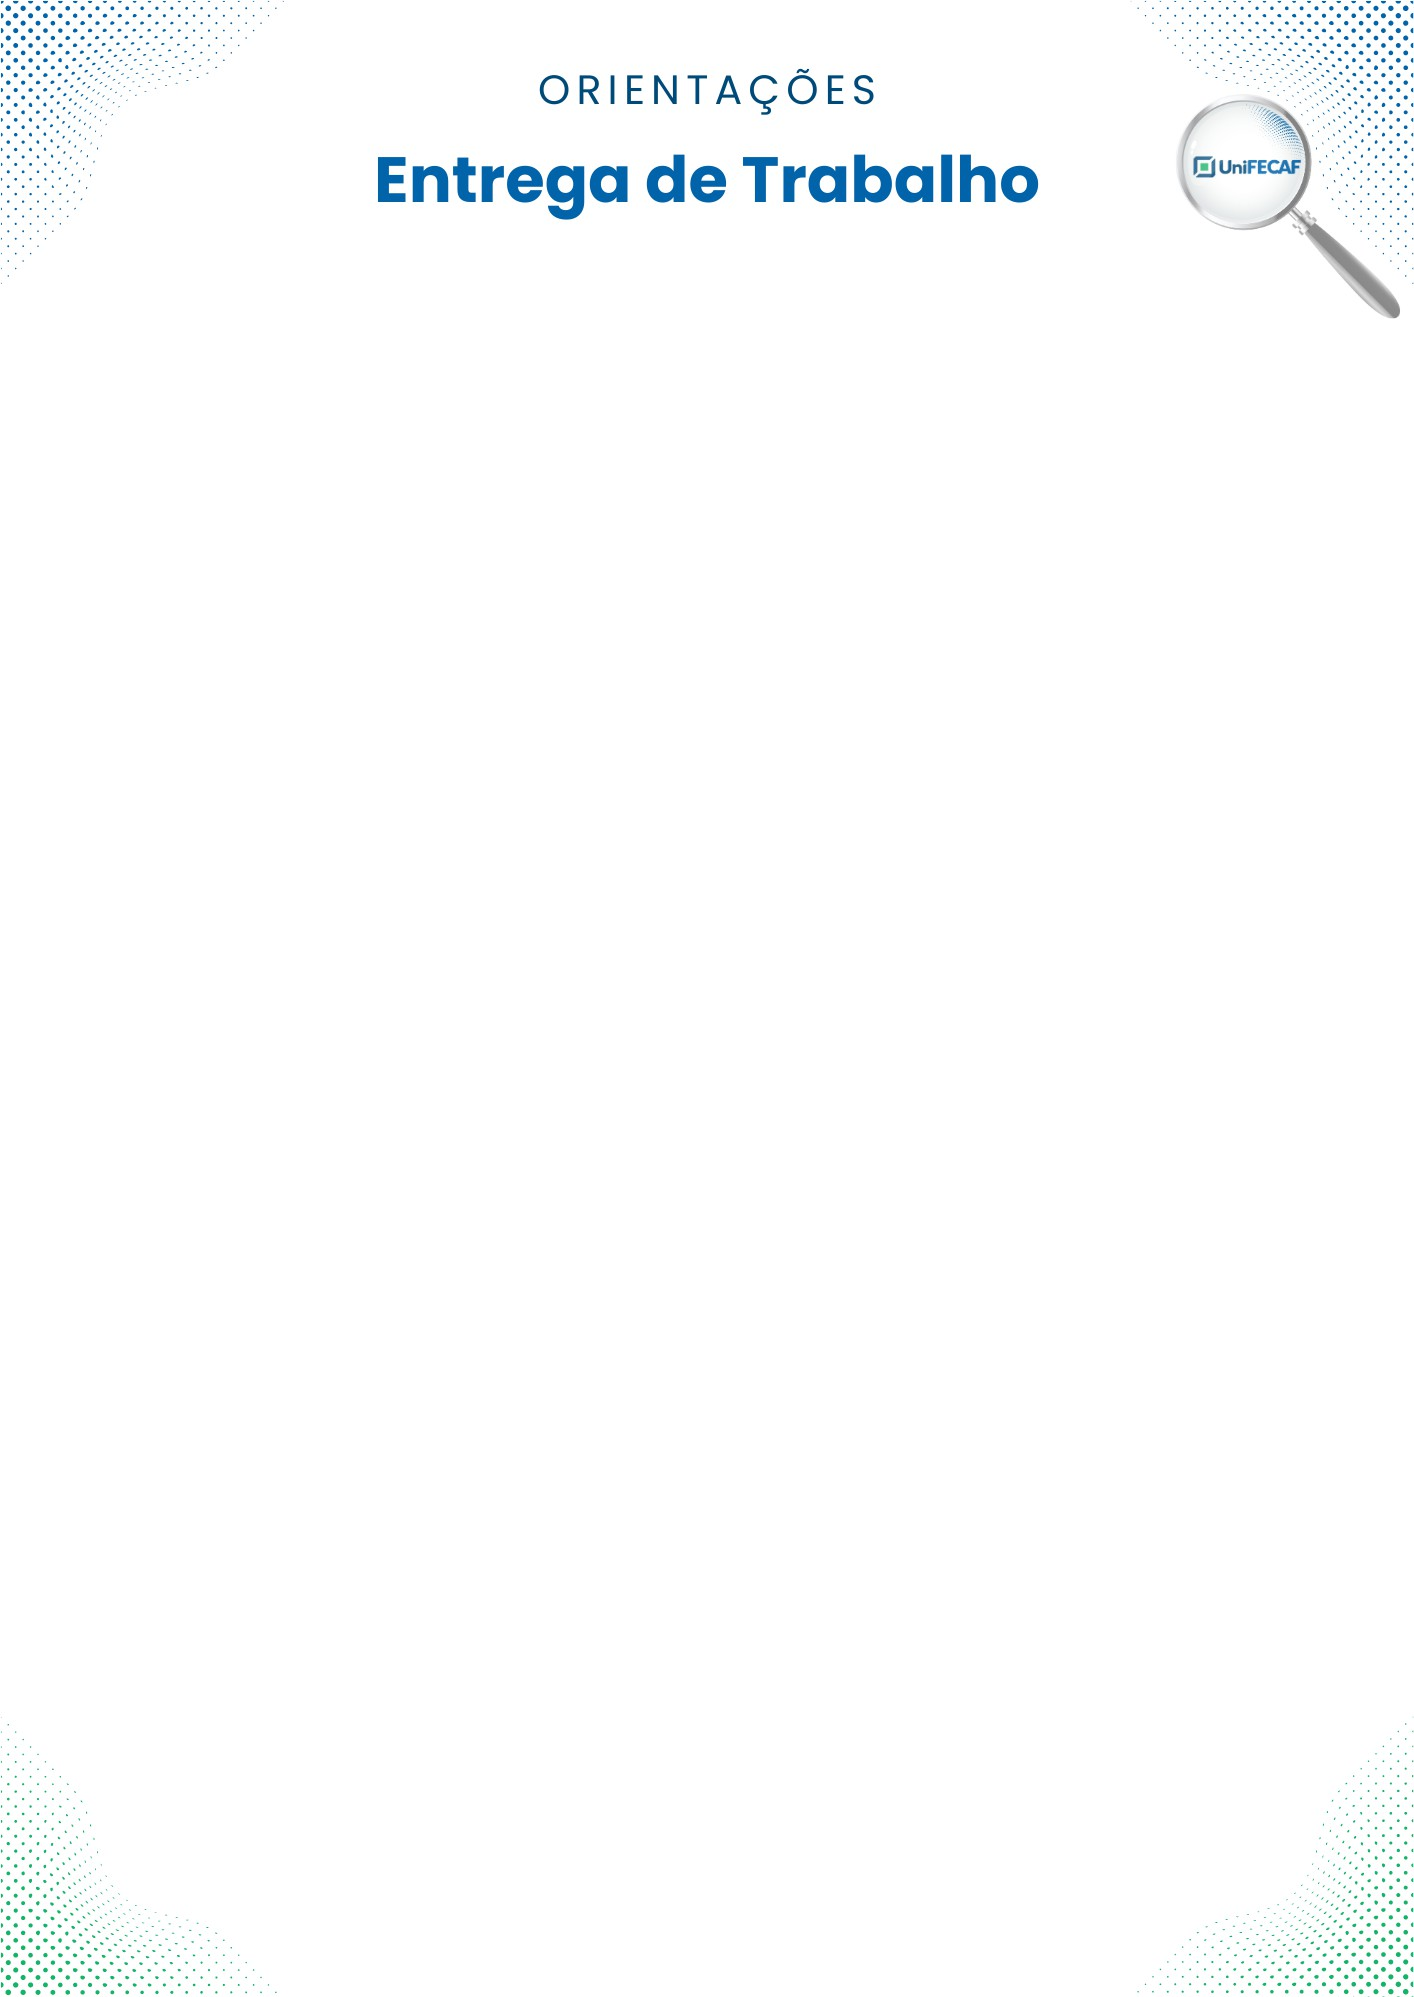 ORIENTAÇÕES
Entrega de Trabalho
UniFECAF